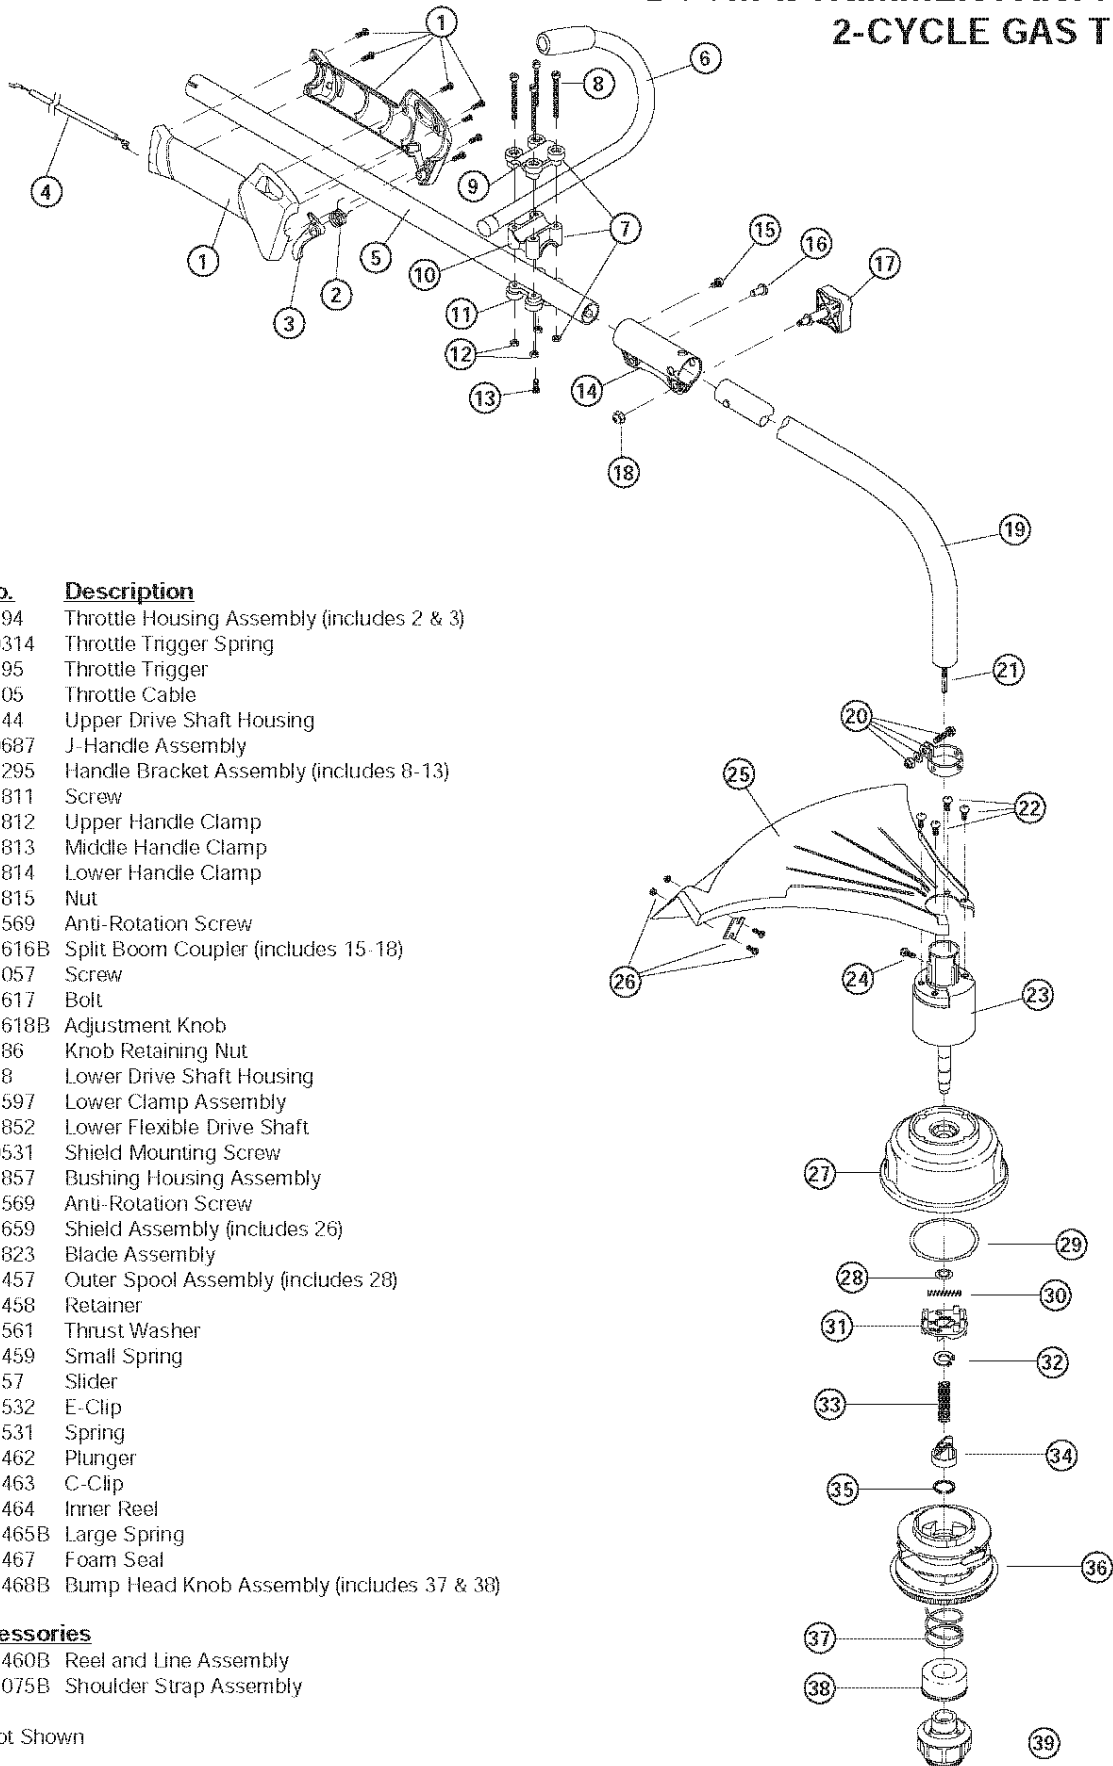 2-CYCLE GAS T
1
6
8
4
9
7
1
5
15
16
10
17
2
11
3
12
14
13
18
19
o. Description
94 Throttle Housing Assembly (includes 2 & 3)
314 Throttle Trigger Spring
95 Throttle Trigger
05 Throttle Cable
44 Upper Drive Shaft Housing
687 J-Handle Assembly
295 Handle Bracket Assembly (includes 8-13)
811 Screw
812 Upper Handle Clamp
813 Middle Handle Clamp
814 Lower Handle Clamp
815 Nut
569 Anti-Rotation Screw
616B Split Boom Coupler (includes 15-18)
057 Screw
617 Bolt
618B Adjustment Knob
86 Knob Retaining Nut
8 Lower Drive Shaft Housing
597 Lower Clamp Assembly
852 Lower Flexible Drive Shaft
531 Shield Mounting Screw
857 Bushing Housing Assembly
569 Anti-Rotation Screw
659 Shield Assembly (includes 26)
823 Blade Assembly
457 Outer Spool Assembly (includes 28)
458 Retainer
561 Thrust Washer
459 Small Spring
57 Slider
532 E-Clip
531 Spring
462 Plunger
463 C-Clip
464 Inner Reel
465B Large Spring
467 Foam Seal
468B Bump Head Knob Assembly (includes 37 & 38)
essories
460B Reel and Line Assembly
075B Shoulder Strap Assembly
ot Shown
21
20
25
22
26
24
23
27
29
28
30
31
32
33
34
35
36
37
38
39